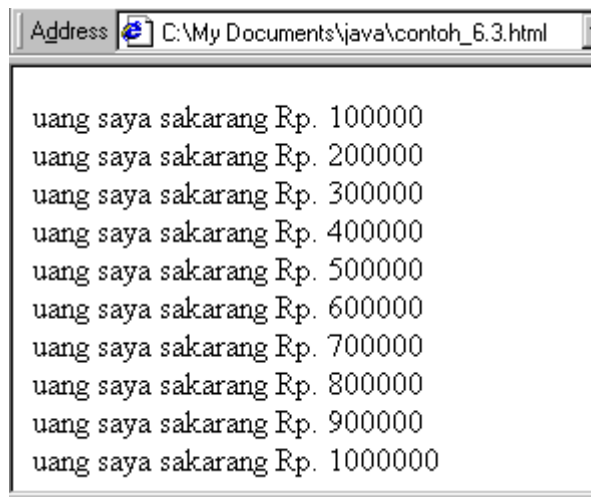 Address C:\My Documents\java\contoh_6.3.html
uang saya sakarang Rp. 100000
uang saya sakarang Rp. 200000
uang saya sakarang Rp. 300000
uang saya sakarang Rp. 400000
uang saya sakarang Rp. 500000
uang saya sakarang Rp. 600000
uang saya sakarang Rp. 700000
uang saya sakarang Rp. 800000
uang saya sakarang Rp. 900000
uang saya sakarang Rp. 1000000